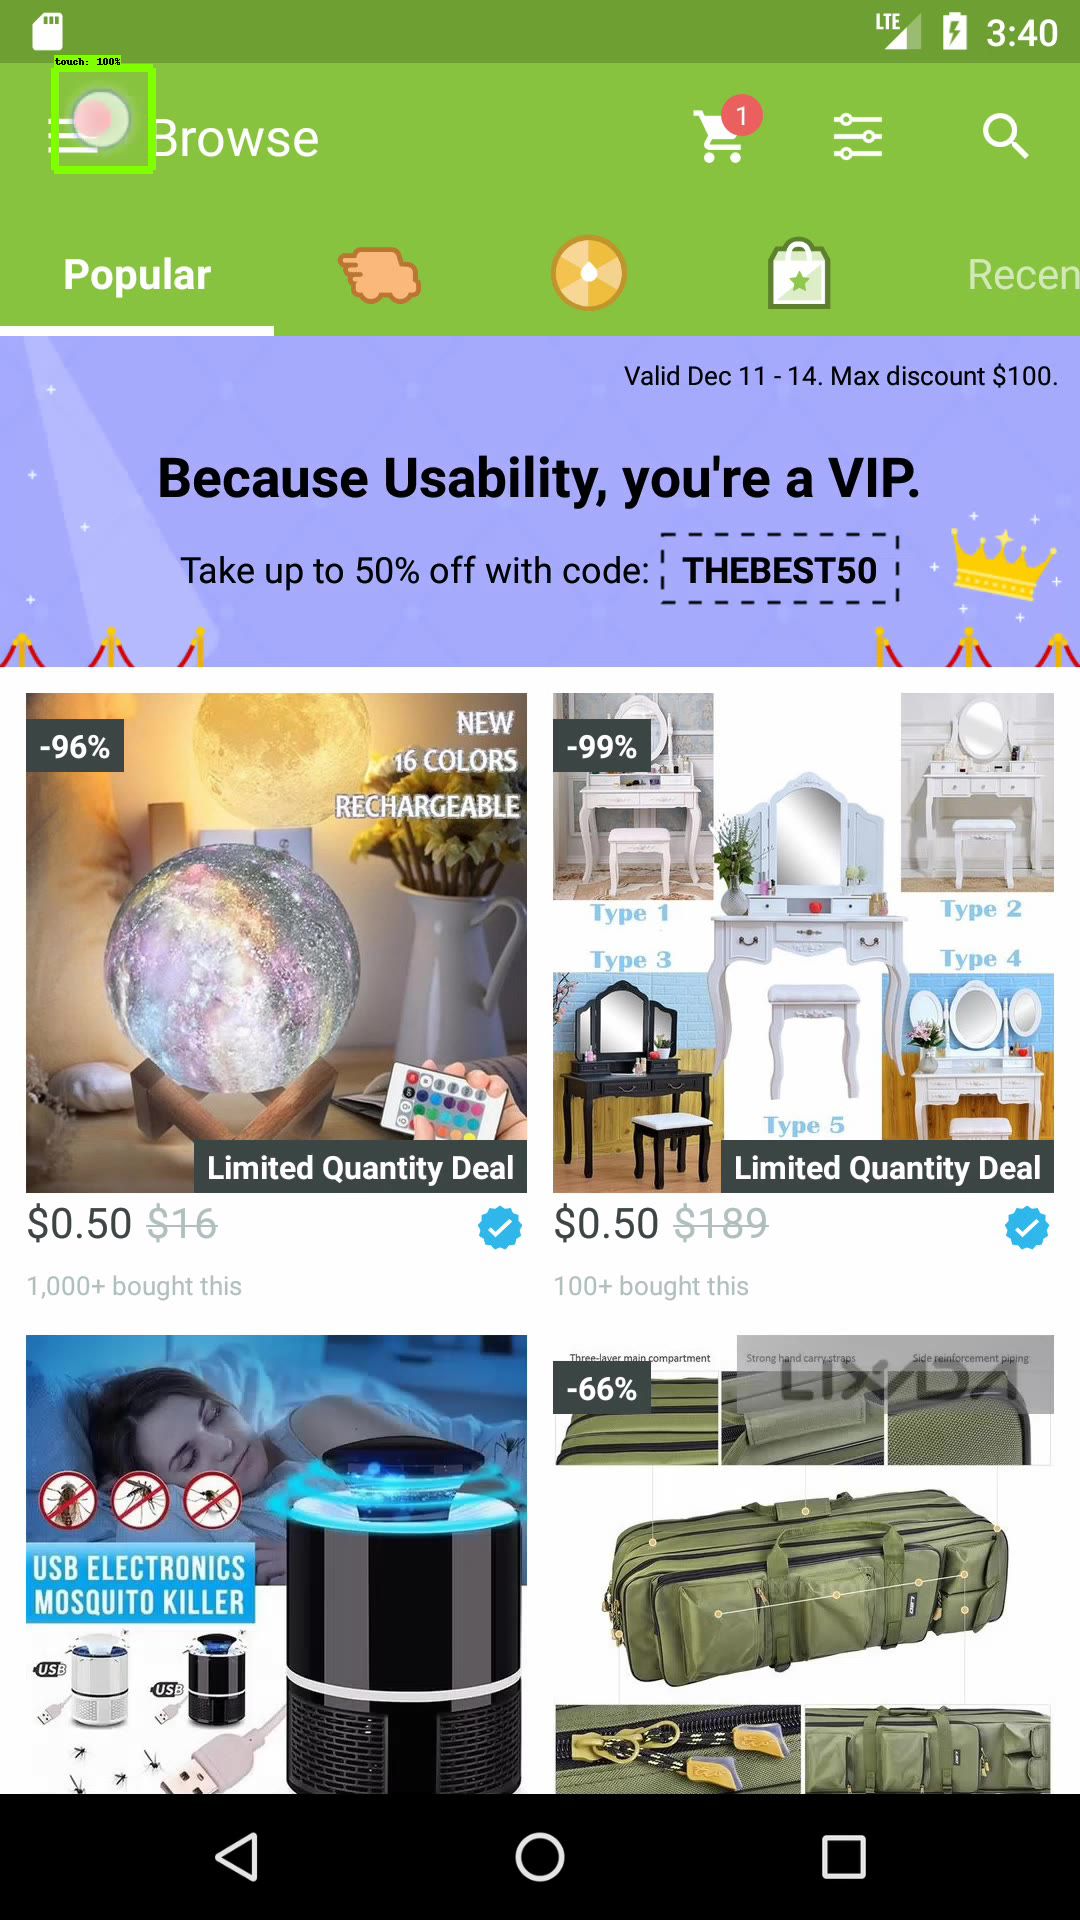 LTE 3:40
touch: 100%
Browse
1
Popular
Recen
Valid Dec 11 - 14. Max discount $100.
Because Usability, you're a VIP.
Take up to 50% off with code: THEBEST50
-96%
NEW
16 COLORS
RECHARGEABLE
Limited Quantity Deal
$0.50 $16
1,000+ bought this
-99%
Type 1
Type 2
Type 3
Type 4
Type 5
Limited Quantity Deal
$0.50 $189
100+ bought this
USB ELECTRONICS
MOSQUITO KILLER
USB
USB
Three-layer main compartment
Strong hand carry straps
Side reinforcement piping
LIXADA
-66%